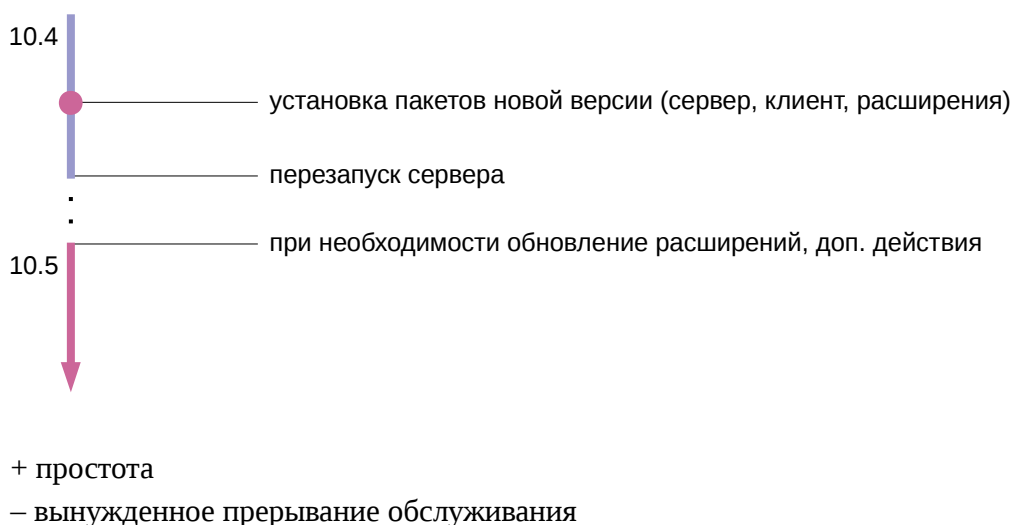 10.4
установка пакетов новой версии (сервер, клиент, расширения)
перезапуск сервера
при необходимости обновление расширений, доп. действия
10.5
+ простота
– вынужденное прерывание обслуживания